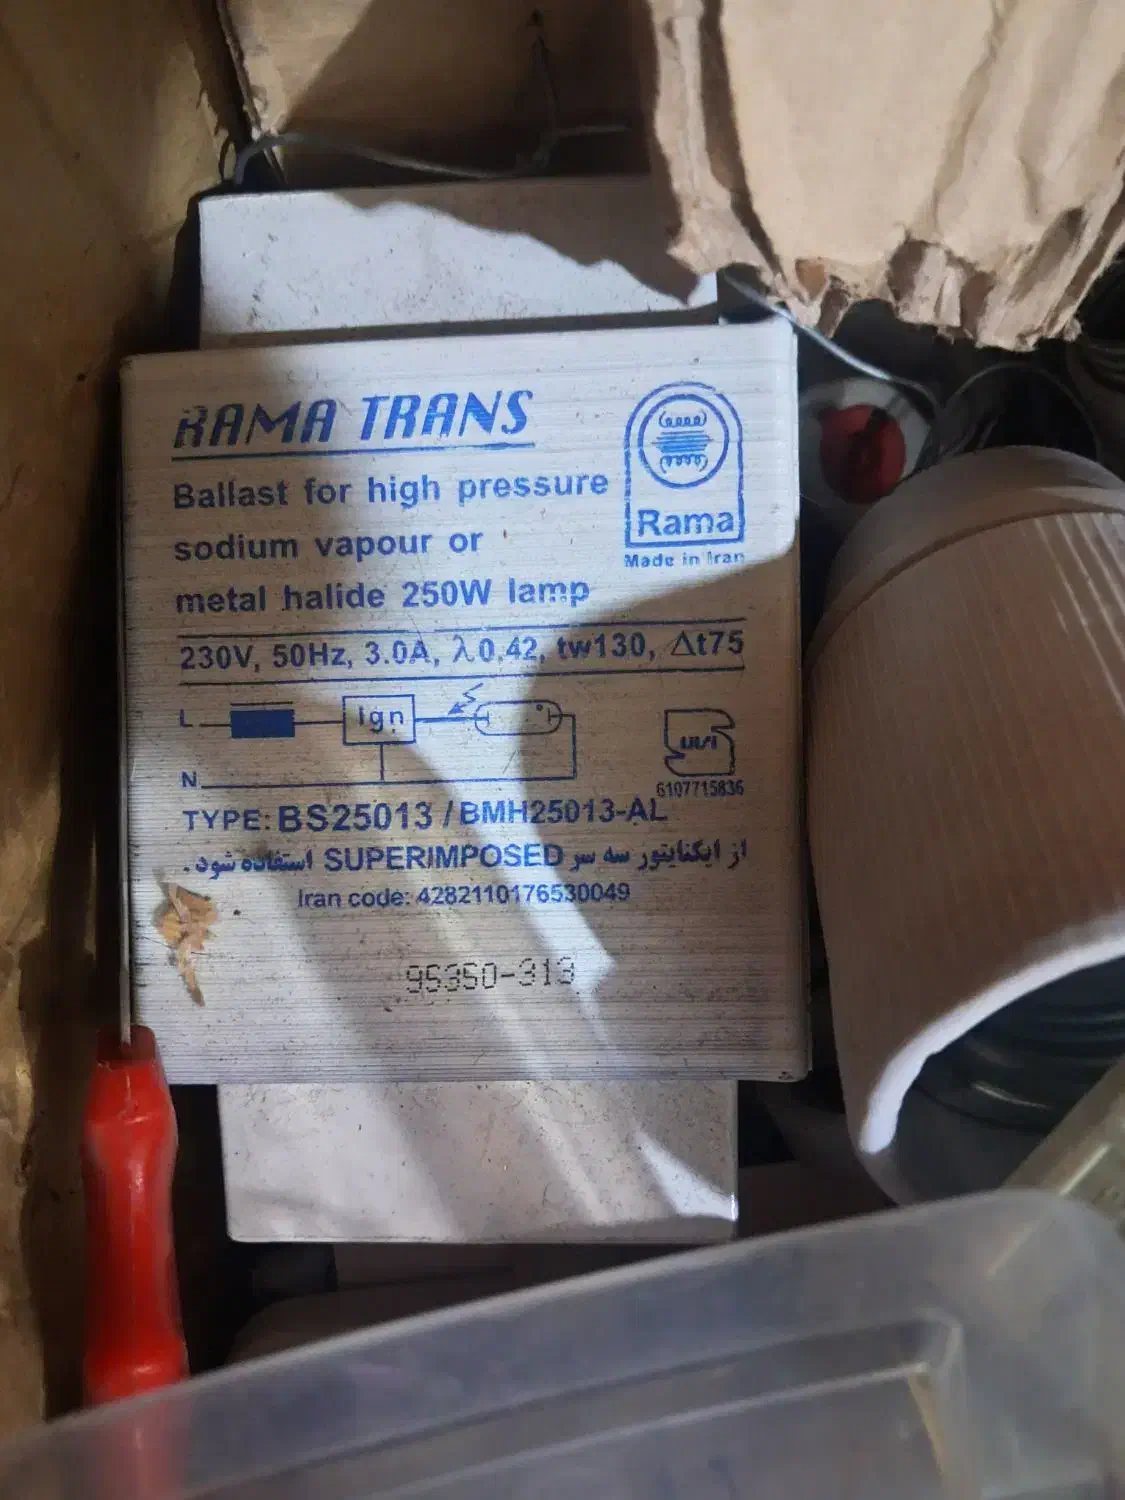 RAMA TRANS
Ballast for high pressure
sodium vapour or
metal halide 250W lamp
Rama
Made in Iran
230V, 50Hz, 3.0A, λ0.42, tw130, Δt75
L
Ign
N
6107715836
TYPE: BS25013 / BMH25013-AL
از ایگنایتور سه سر SUPERIMPOSED استفاده شود.
Iran code: 4282110176530049
95350-313